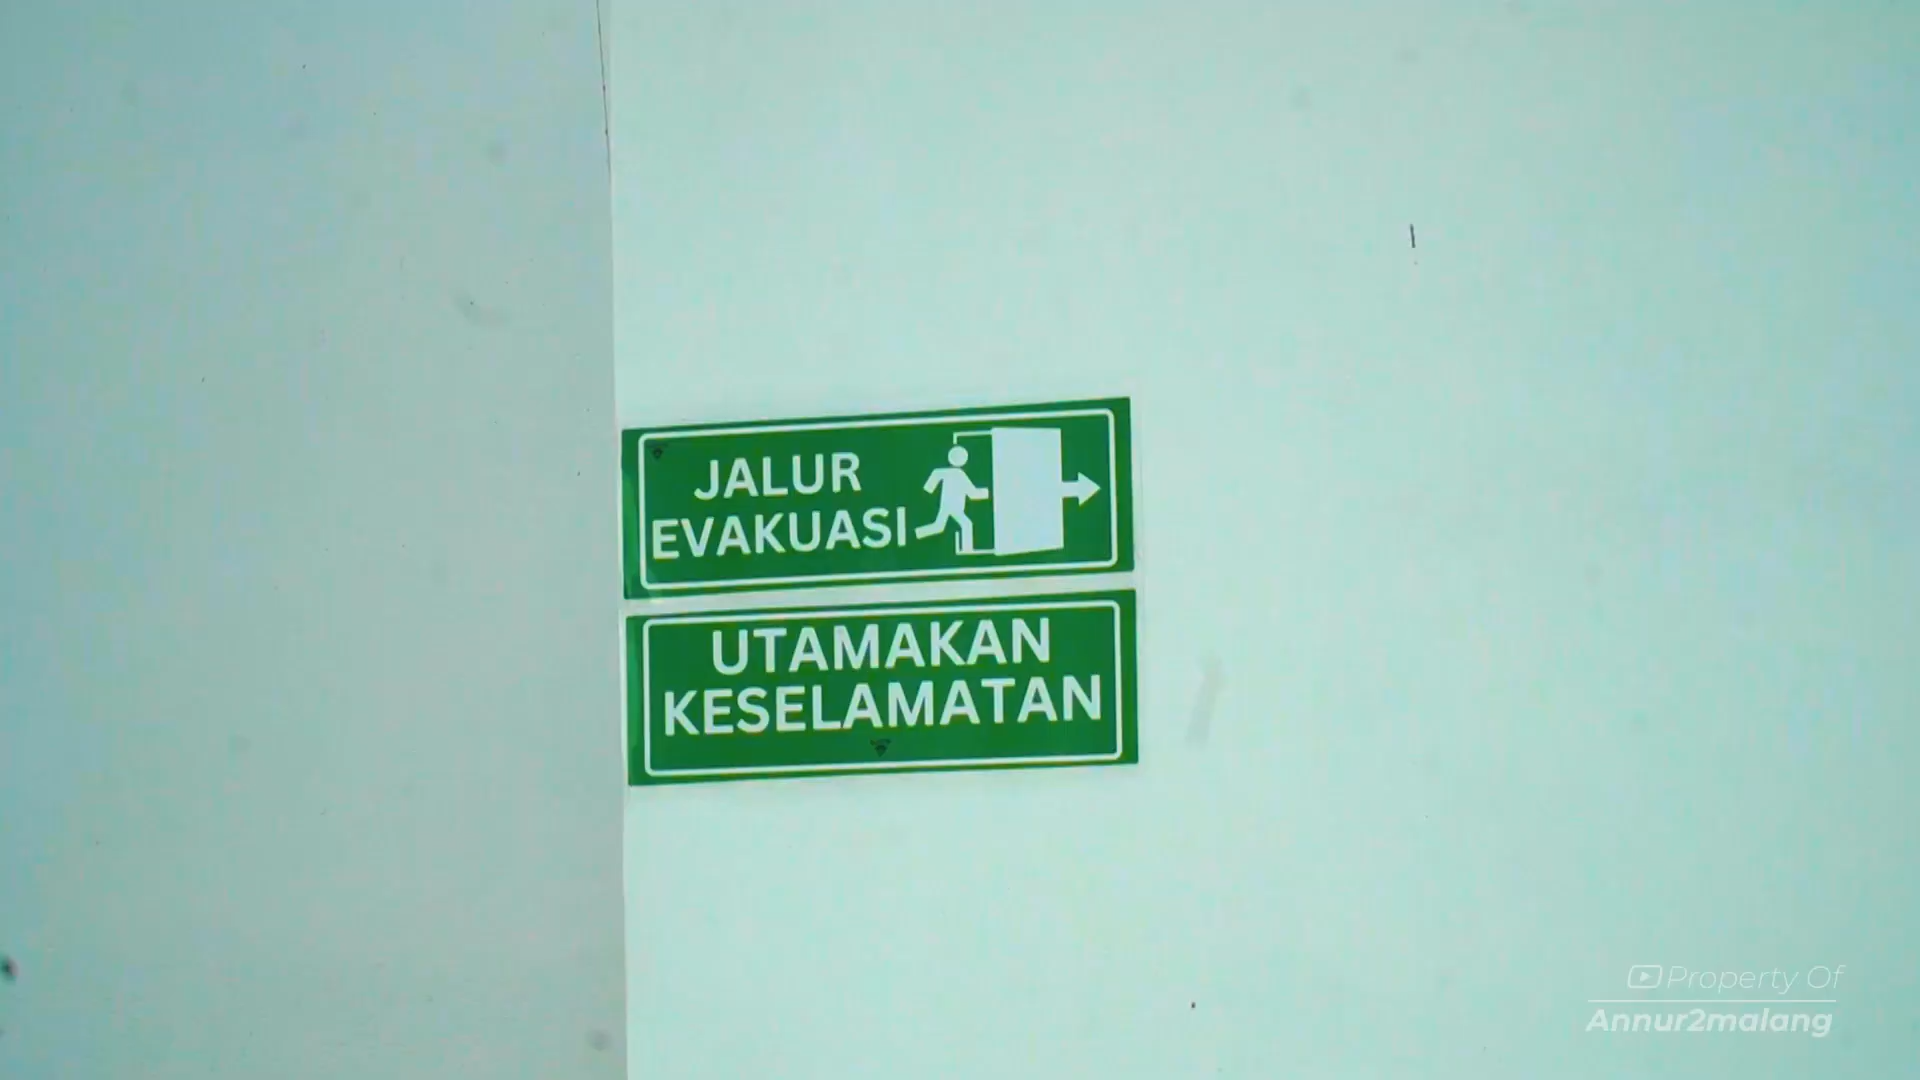 JALUR
EVAKUASI
UTAMAKAN
KESELAMATAN
Property Of
Annur2malang